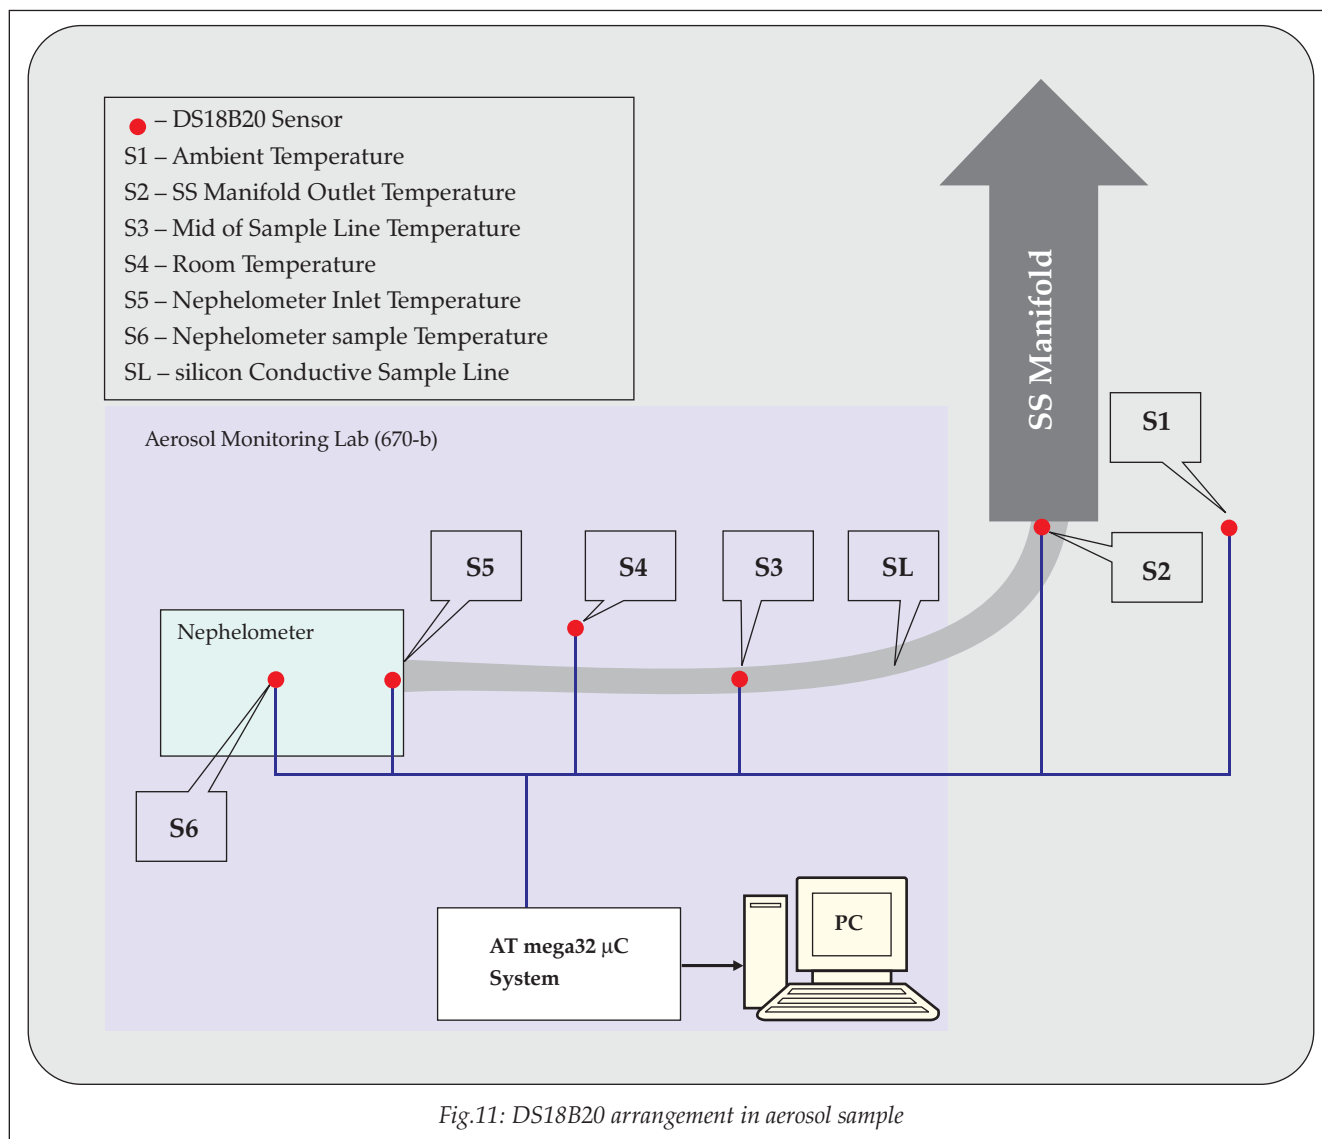 – DS18B20 Sensor
S1 – Ambient Temperature
S2 – SS Manifold Outlet Temperature
S3 – Mid of Sample Line Temperature
S4 – Room Temperature
S5 – Nephelometer Inlet Temperature
S6 – Nephelometer sample Temperature
SL – silicon Conductive Sample Line
SS Manifold
Aerosol Monitoring Lab (670-b)
S1
S5
S4
S3
SL
S2
Nephelometer
S6
AT mega32 µC
System
PC
Fig.11: DS18B20 arrangement in aerosol sample